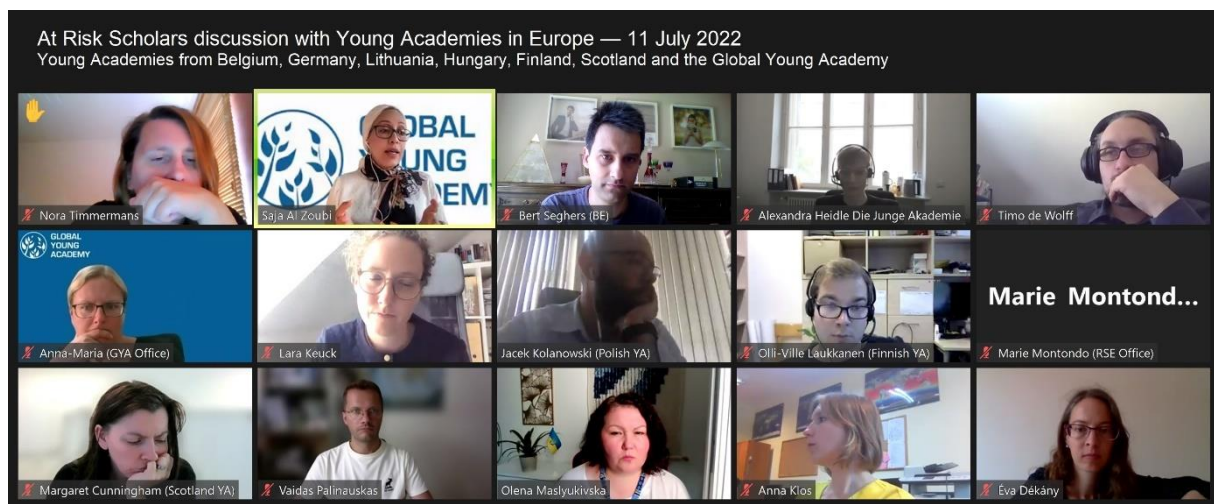 At Risk Scholars discussion with Young Academies in Europe — 11 July 2022
Young Academies from Belgium, Germany, Lithuania, Hungary, Finland, Scotland and the Global Young Academy
Nora Timmermans
GLOBAL
YOUNG
ACADEMY
Saja Al Zoubi
Bert Seghers (BE)
Alexandra Heidle Die Junge Akademie
Timo de Wolff
GLOBAL
YOUNG
ACADEMY
Anna-Maria (GYA Office)
Lara Keuck
Jacek Kolanowski (Polish YA)
Olli-Ville Laukkanen (Finnish YA)
Marie Montond...
Marie Montondo (RSE Office)
Margaret Cunningham (Scotland YA)
Vaidas Palinauskas
Olena Maslyukivska
Anna Klos
Éva Dékány